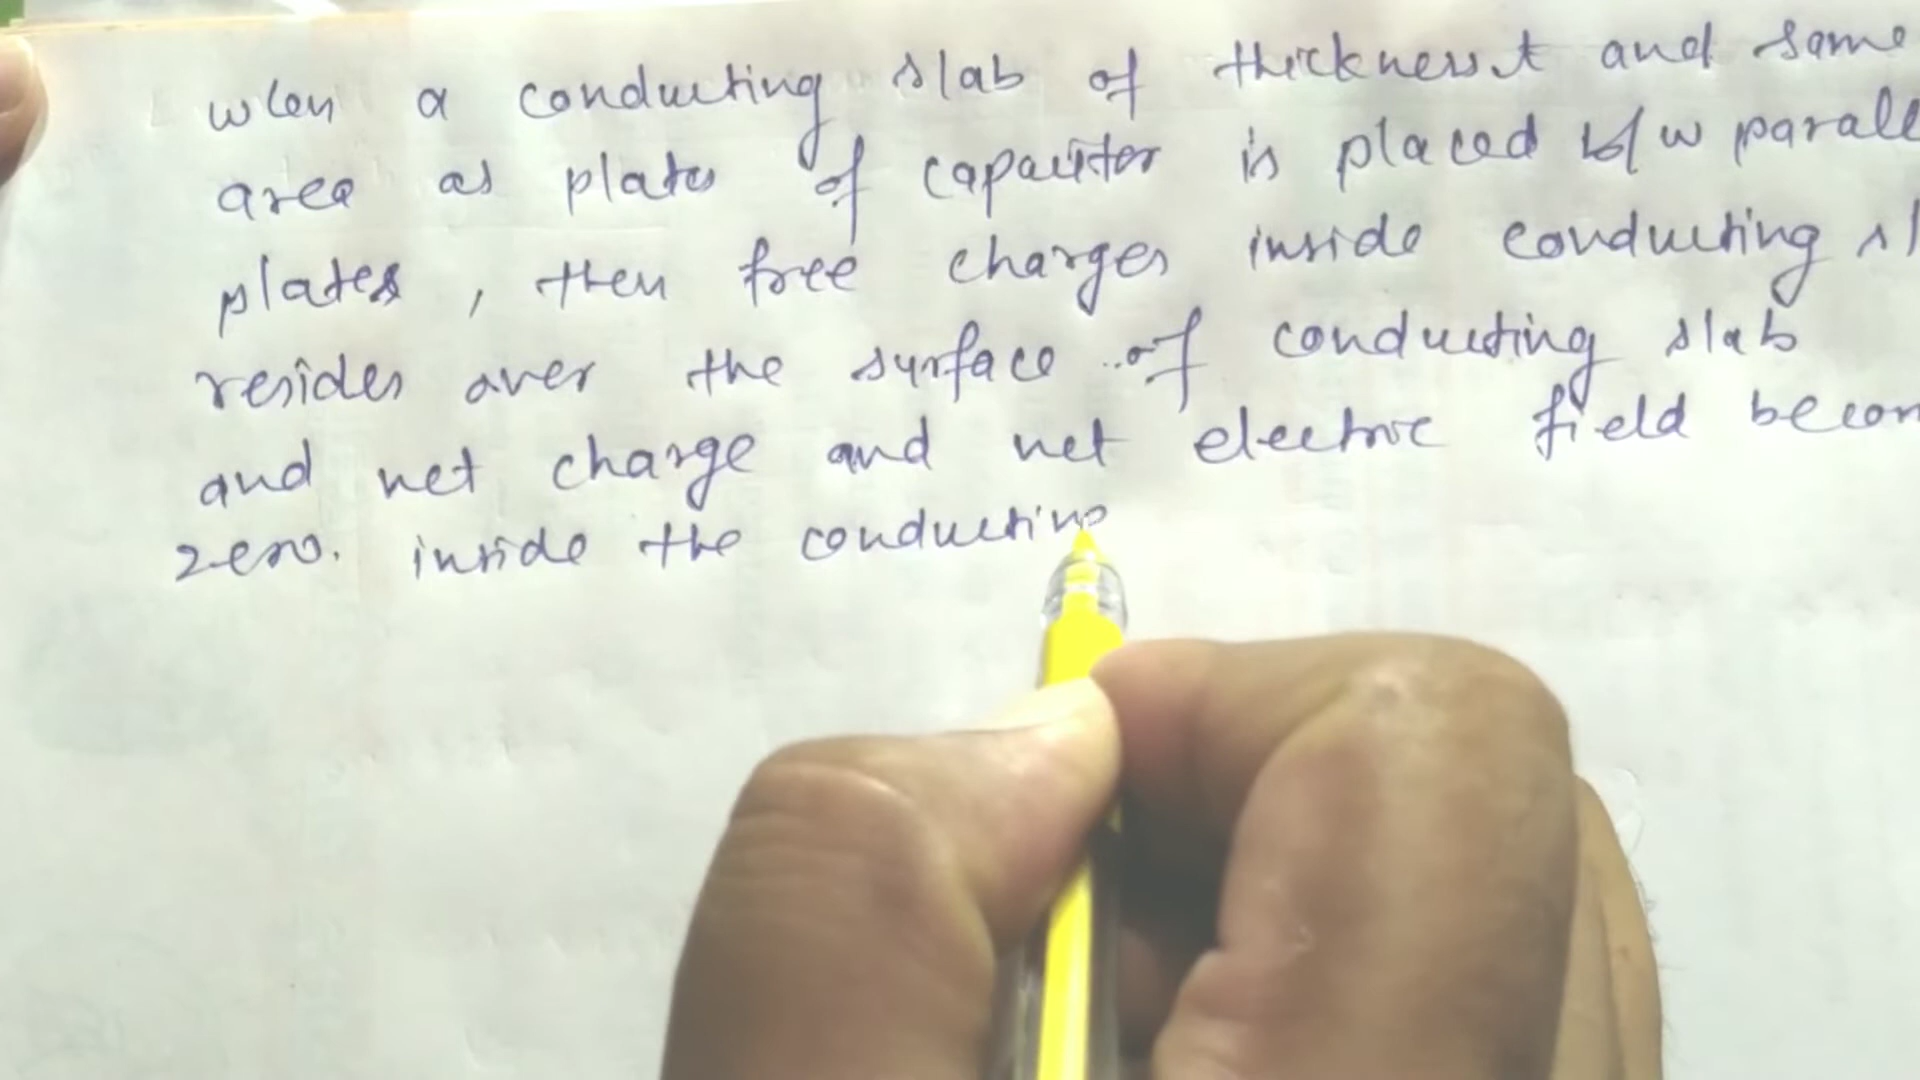 when a conducting slab of thickness t and same
area as plates of capacitor is placed b/w parall
plates, then free charges inside conducting sl
resides over the surface of conducting slab
and net charge and net electric field becom
zero. inside the conducting